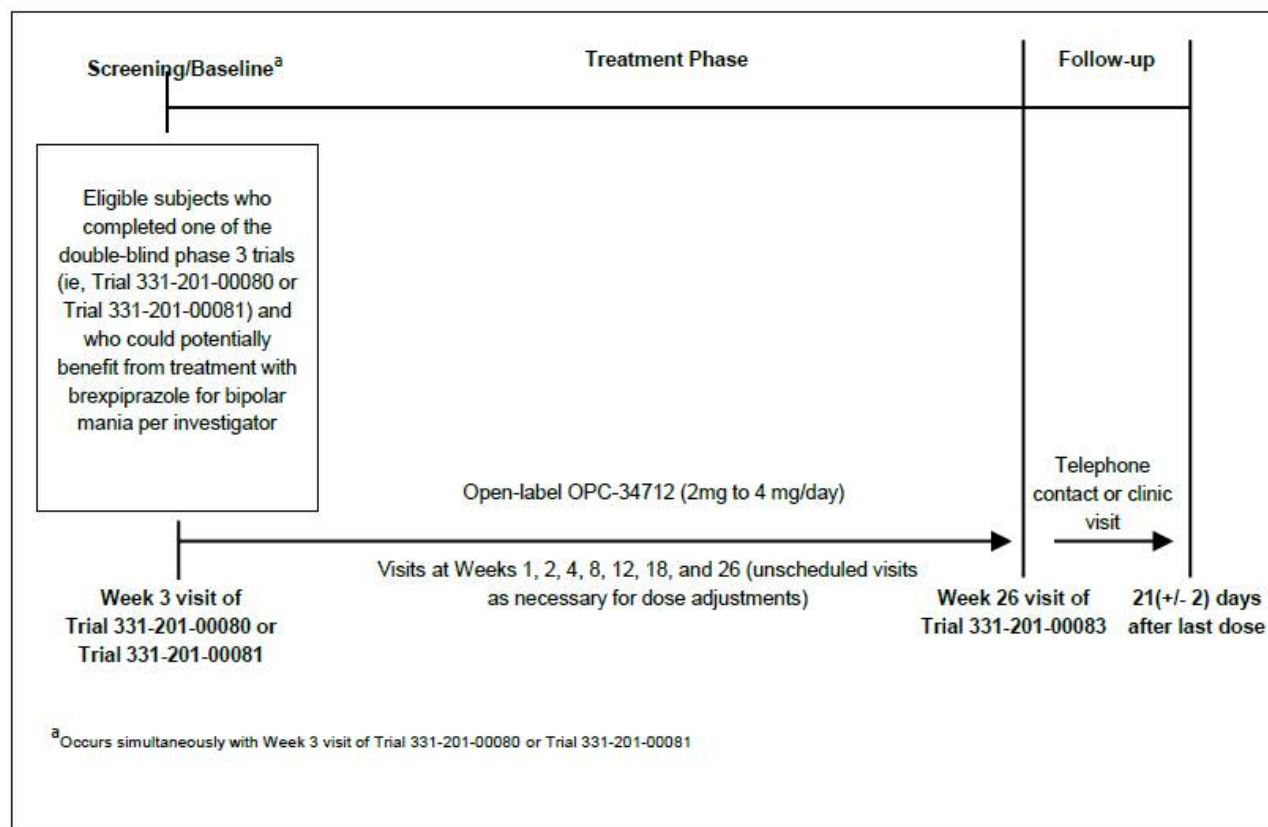 Screening/Baselineᵃ
Treatment Phase
Follow-up
Eligible subjects who
completed one of the
double-blind phase 3 trials
(ie, Trial 331-201-00080 or
Trial 331-201-00081) and
who could potentially
benefit from treatment with
brexpiprazole for bipolar
mania per investigator
Open-label OPC-34712 (2mg to 4 mg/day)
Telephone
contact or clinic
visit
Visits at Weeks 1, 2, 4, 8, 12, 18, and 26 (unscheduled visits
as necessary for dose adjustments)
Week 3 visit of
Trial 331-201-00080 or
Trial 331-201-00081
Week 26 visit of
Trial 331-201-00083
21(+/- 2) days
after last dose
ᵃOccurs simultaneously with Week 3 visit of Trial 331-201-00080 or Trial 331-201-00081